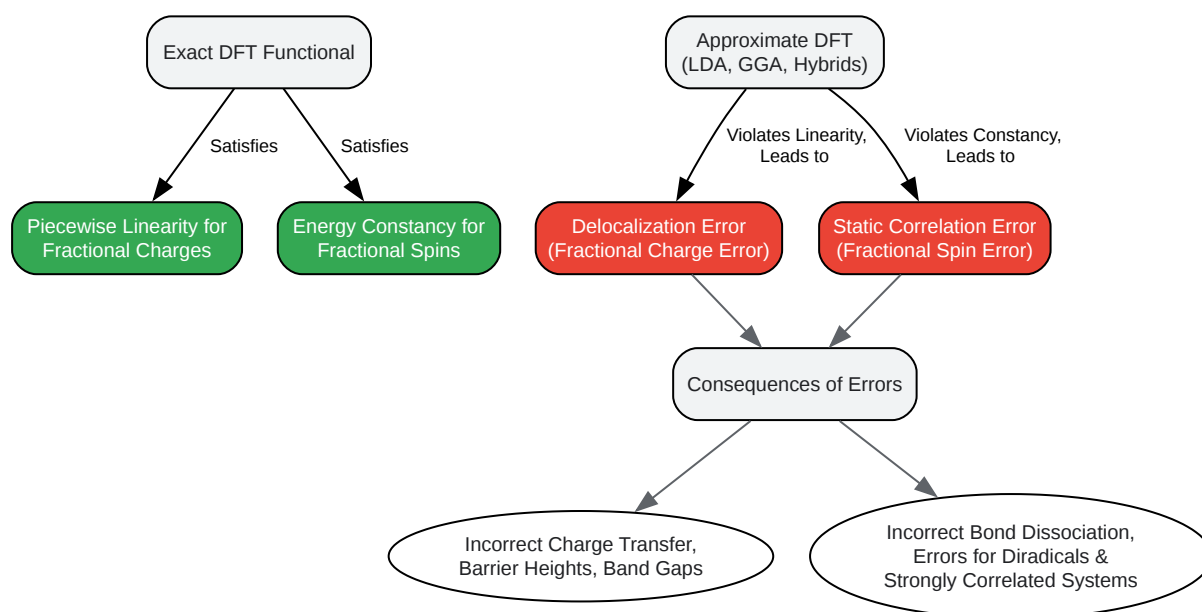 Exact DFT Functional
Approximate DFT
(LDA, GGA, Hybrids)
Satisfies
Satisfies
Violates Linearity,
Leads to
Violates Constancy,
Leads to
Piecewise Linearity for
Fractional Charges
Energy Constancy for
Fractional Spins
Delocalization Error
(Fractional Charge Error)
Static Correlation Error
(Fractional Spin Error)
Consequences of Errors
Incorrect Charge Transfer,
Barrier Heights, Band Gaps
Incorrect Bond Dissociation,
Errors for Diradicals &
Strongly Correlated Systems